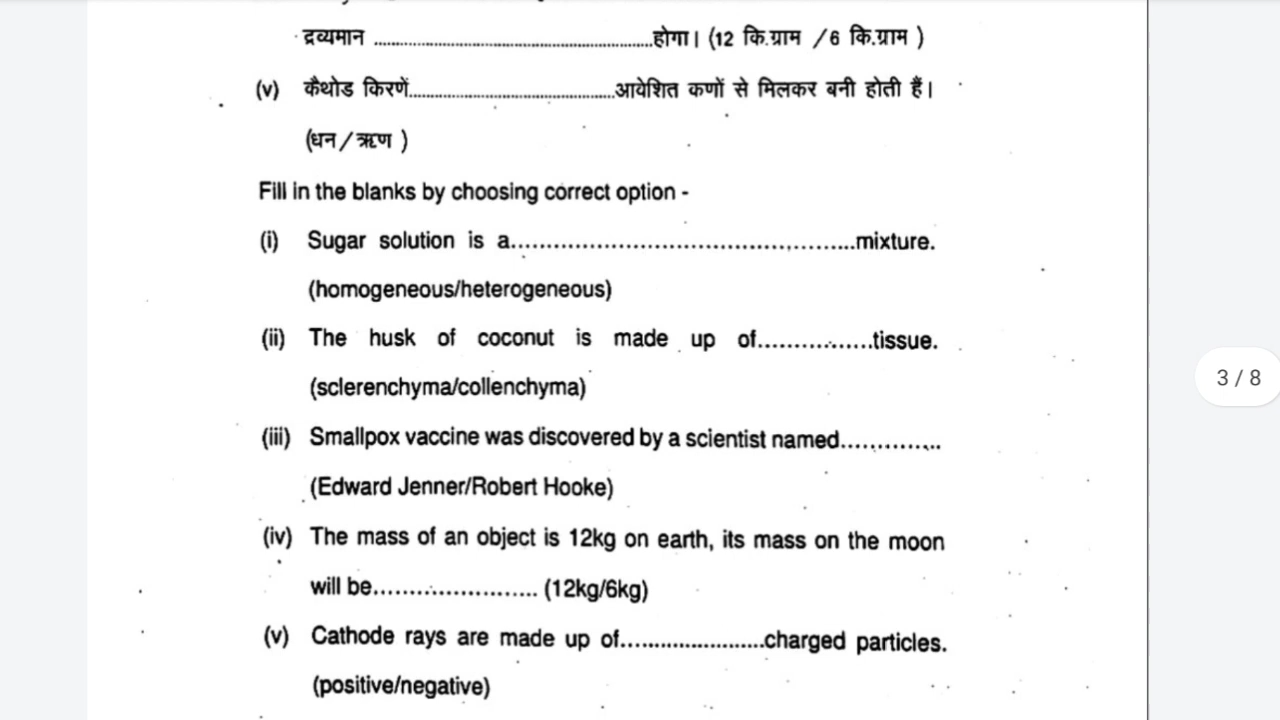 द्रव्यमान ........................................................होगा। (12 कि.ग्राम /6 कि.ग्राम )
(v) कैथोड किरणें..........................................आवेशित कणों से मिलकर बनी होती हैं।
(धन/ऋण )
Fill in the blanks by choosing correct option -
(i) Sugar solution is a................................................mixture.
(homogeneous/heterogeneous)
(ii) The husk of coconut is made up of................tissue.
(sclerenchyma/collenchyma)
(iii) Smallpox vaccine was discovered by a scientist named..............
(Edward Jenner/Robert Hooke)
(iv) The mass of an object is 12kg on earth, its mass on the moon
will be....................... (12kg/6kg)
(v) Cathode rays are made up of........................charged particles.
(positive/negative)
3 / 8